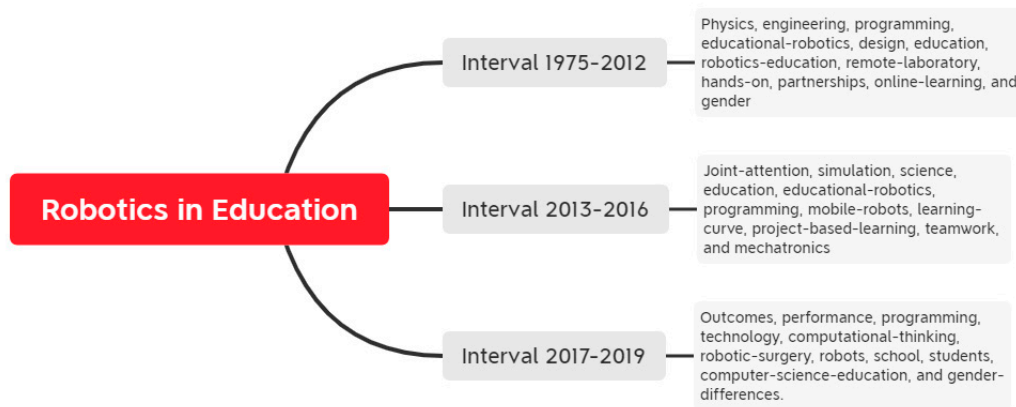 Robotics in Education
Interval 1975-2012
Physics, engineering, programming,
educational-robotics, design, education,
robotics-education, remote-laboratory,
hands-on, partnerships, online-learning, and
gender
Interval 2013-2016
Joint-attention, simulation, science,
education, educational-robotics,
programming, mobile-robots, learning-
curve, project-based-learning, teamwork,
and mechatronics
Interval 2017-2019
Outcomes, performance, programming,
technology, computational-thinking,
robotic-surgery, robots, school, students,
computer-science-education, and gender-
differences.